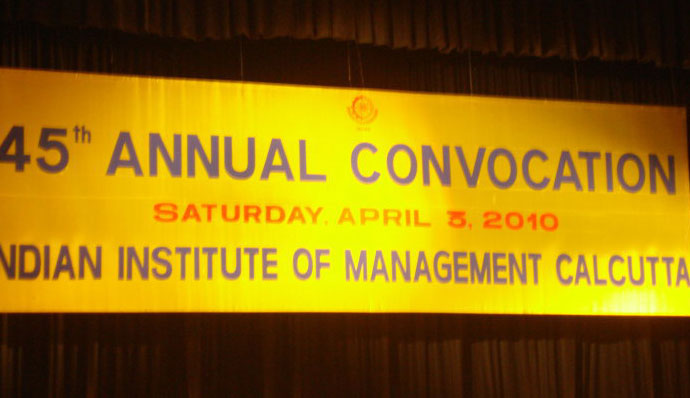 45th ANNUAL CONVOCATION
SATURDAY, APRIL 3, 2010
NDIAN INSTITUTE OF MANAGEMENT CALCUTTA